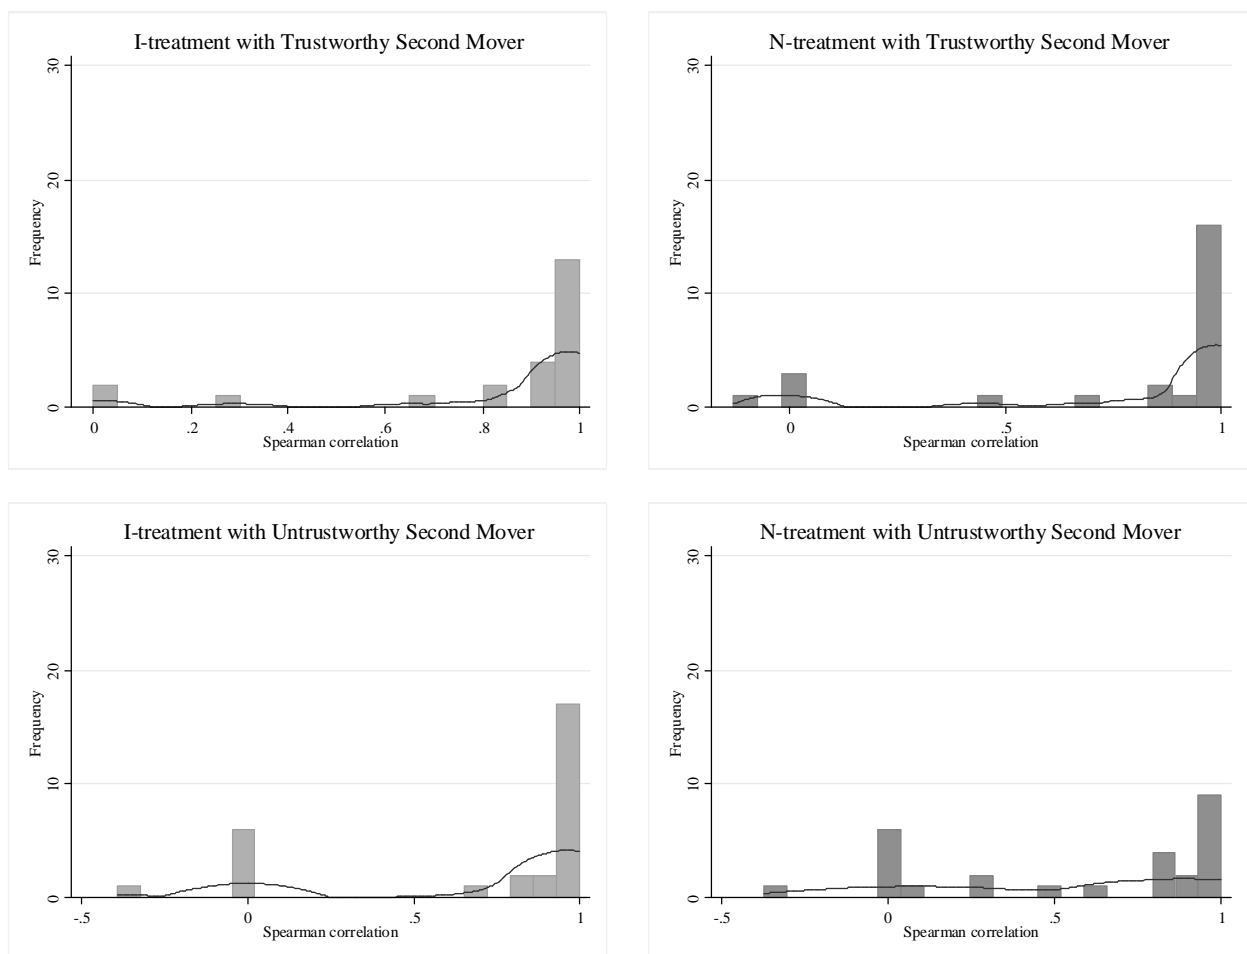 I-treatment with Trustworthy Second Mover
30
20
10
0
Frequency
0 .2 .4 .6 .8 1
Spearman correlation
N-treatment with Trustworthy Second Mover
30
20
10
0
Frequency
0 .5 1
Spearman correlation
I-treatment with Untrustworthy Second Mover
30
20
10
0
Frequency
-.5 0 .5 1
Spearman correlation
N-treatment with Untrustworthy Second Mover
30
20
10
0
Frequency
-.5 0 .5 1
Spearman correlation